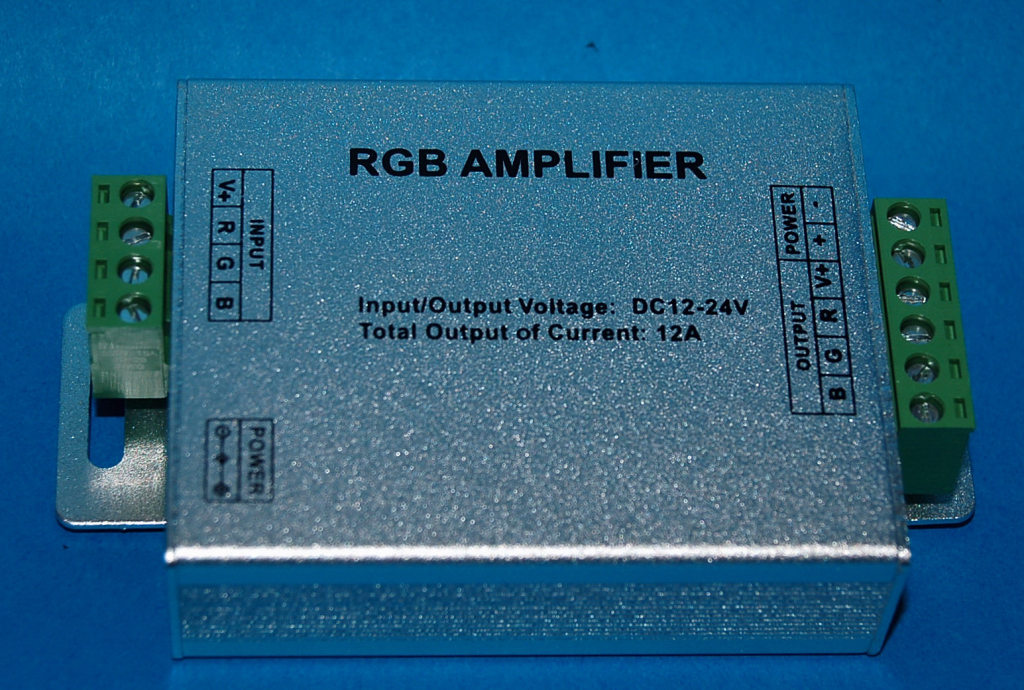 RGB AMPLIFIER
INPUT
V+ R G B
POWER
- +
OUTPUT
V+ R G B
Input/Output Voltage: DC12-24V
Total Output of Current: 12A
POWER